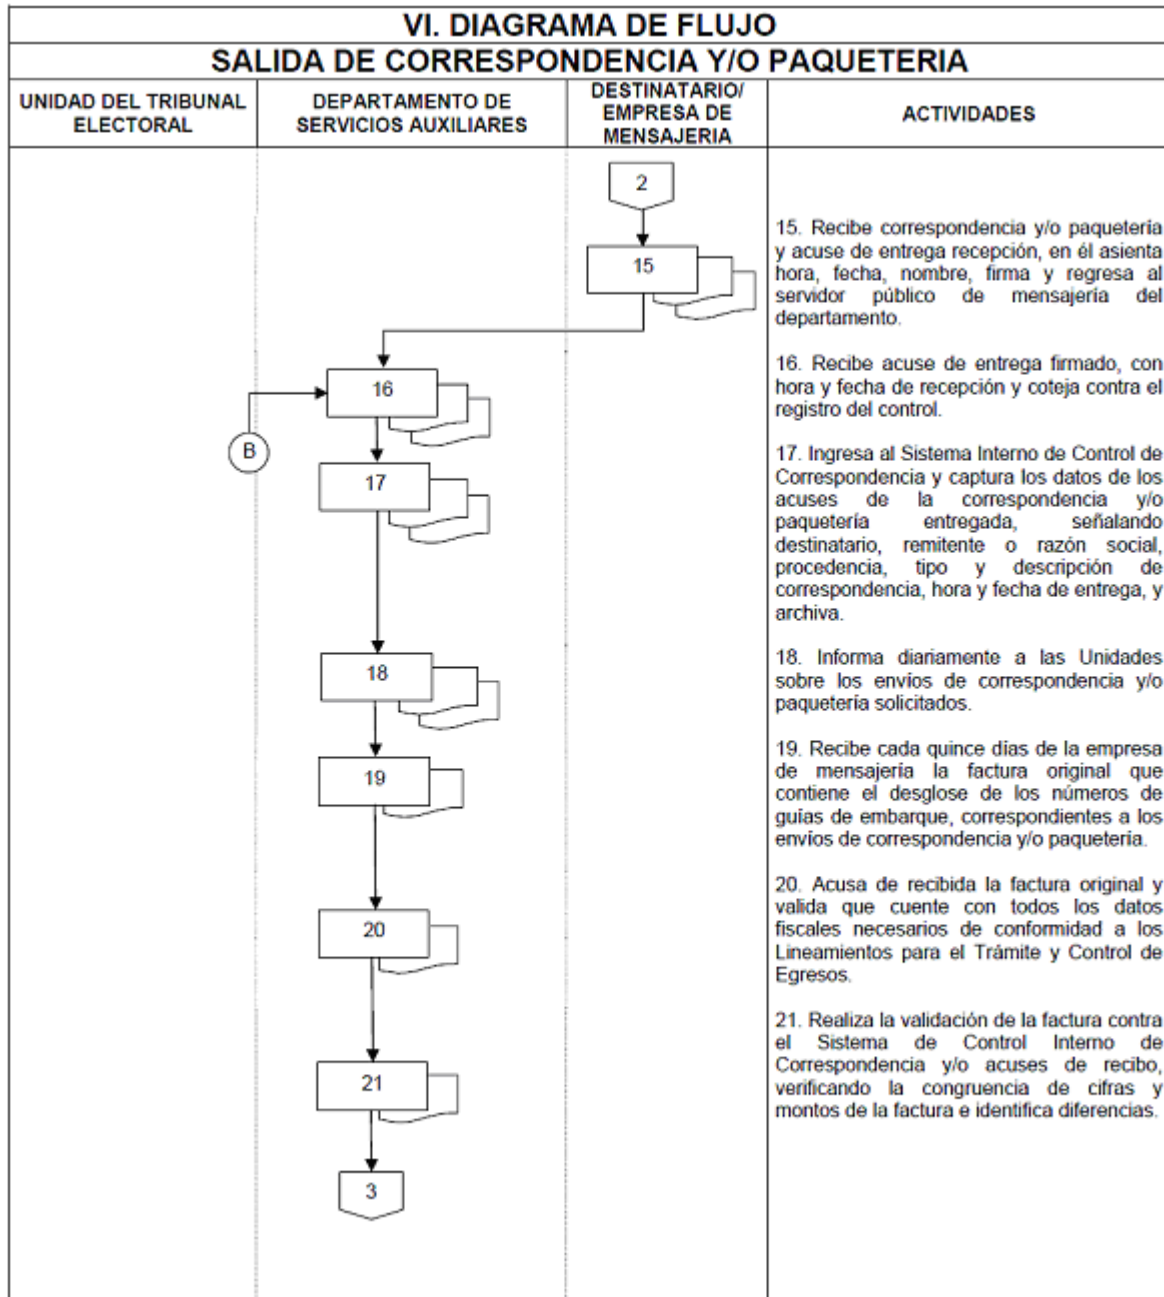 VI. DIAGRAMA DE FLUJO
SALIDA DE CORRESPONDENCIA Y/O PAQUETERIA
UNIDAD DEL TRIBUNAL
ELECTORAL
DEPARTAMENTO DE
SERVICIOS AUXILIARES
DESTINATARIO/
EMPRESA DE
MENSAJERIA
ACTIVIDADES
2
15
16
B
17
18
19
20
21
3
15. Recibe correspondencia y/o paquetería
y acuse de entrega recepción, en él asienta
hora, fecha, nombre, firma y regresa al
servidor público de mensajería del
departamento.
16. Recibe acuse de entrega firmado, con
hora y fecha de recepción y coteja contra el
registro del control.
17. Ingresa al Sistema Interno de Control de
Correspondencia y captura los datos de los
acuses de la correspondencia y/o
paquetería entregada, señalando
destinatario, remitente o razón social,
procedencia, tipo y descripción de
correspondencia, hora y fecha de entrega, y
archiva.
18. Informa diariamente a las Unidades
sobre los envíos de correspondencia y/o
paquetería solicitados.
19. Recibe cada quince días de la empresa
de mensajería la factura original que
contiene el desglose de los números de
guías de embarque, correspondientes a los
envíos de correspondencia y/o paquetería.
20. Acusa de recibida la factura original y
valida que cuente con todos los datos
fiscales necesarios de conformidad a los
Lineamientos para el Trámite y Control de
Egresos.
21. Realiza la validación de la factura contra
el Sistema de Control Interno de
Correspondencia y/o acuses de recibo,
verificando la congruencia de cifras y
montos de la factura e identifica diferencias.